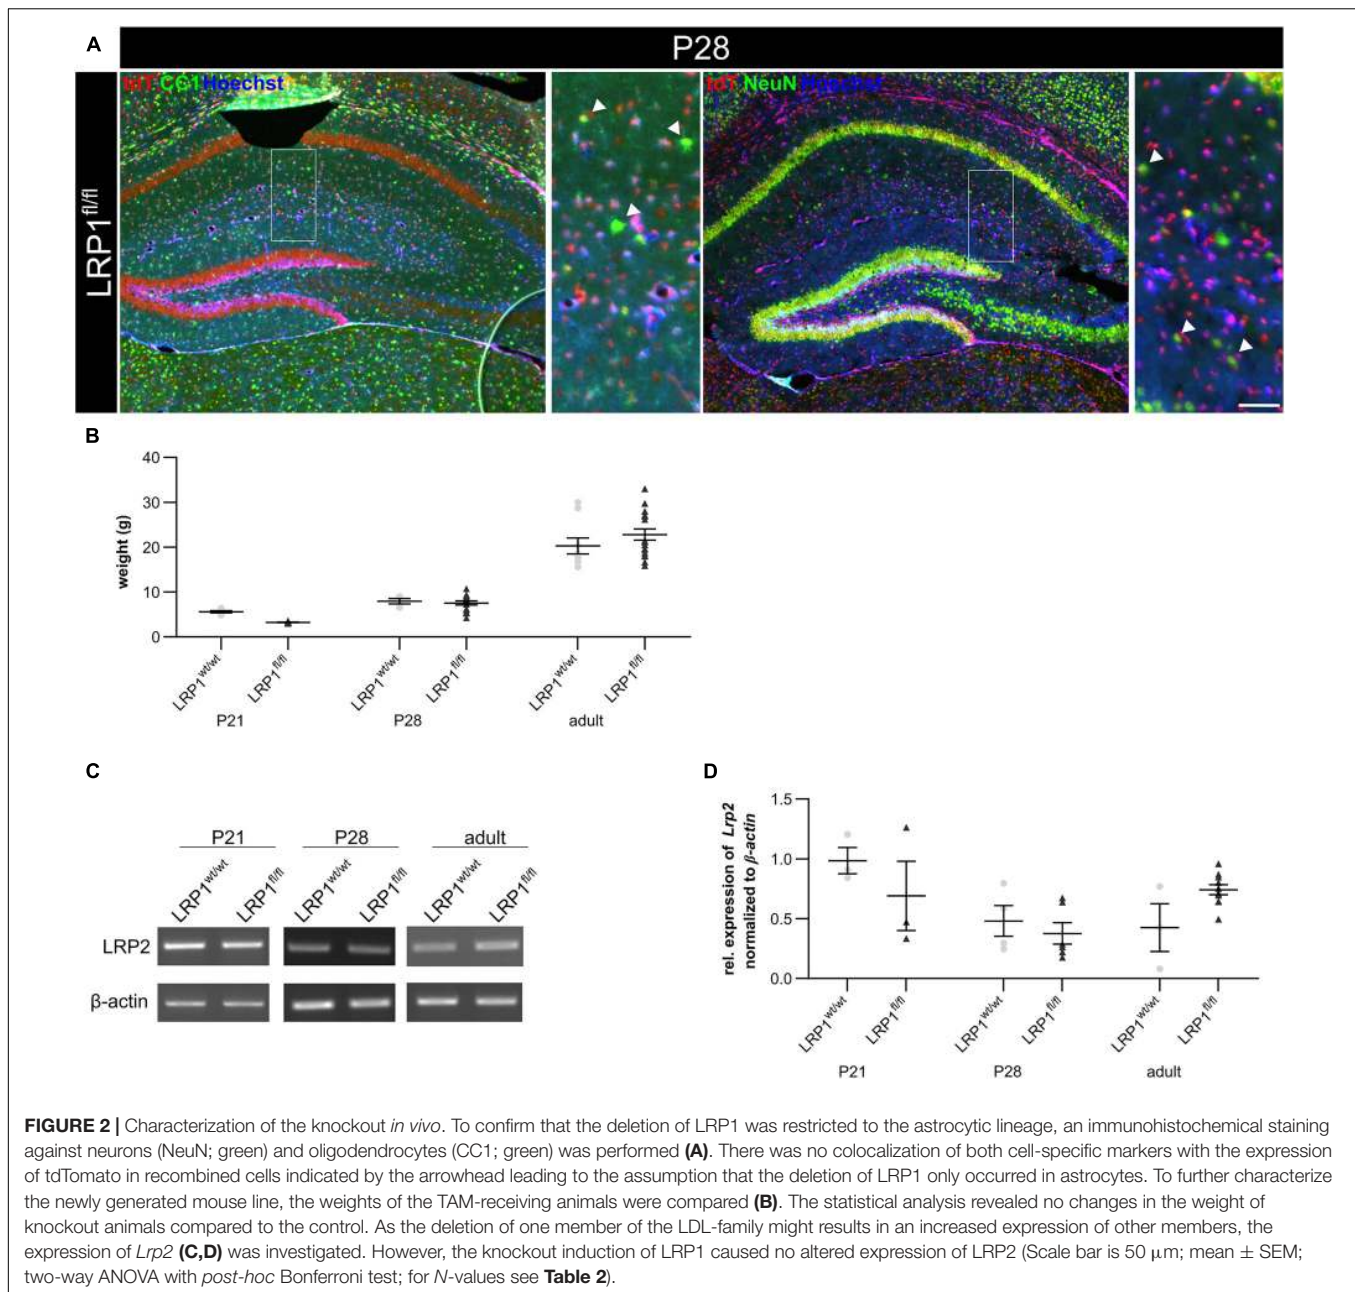 A
P28
LRP1fl/fl
tdT CC1 Hoechst
tdT NeuN Hoechst
B
weight (g)
40
30
20
10
0
LRP1wt/wt
LRP1fl/fl
LRP1wt/wt
LRP1fl/fl
LRP1wt/wt
LRP1fl/fl
P21
P28
adult
C
P21
P28
adult
LRP1wt/wt
LRP1fl/fl
LRP1wt/wt
LRP1fl/fl
LRP1wt/wt
LRP1fl/fl
LRP2
β-actin
D
rel. expression of Lrp2
normalized to β-actin
1.5
1.0
0.5
0.0
LRP1wt/wt
LRP1fl/fl
LRP1wt/wt
LRP1fl/fl
LRP1wt/wt
LRP1fl/fl
P21
P28
adult
FIGURE 2 | Characterization of the knockout in vivo. To confirm that the deletion of LRP1 was restricted to the astrocytic lineage, an immunohistochemical staining
against neurons (NeuN; green) and oligodendrocytes (CC1; green) was performed (A). There was no colocalization of both cell-specific markers with the expression
of tdTomato in recombined cells indicated by the arrowhead leading to the assumption that the deletion of LRP1 only occurred in astrocytes. To further characterize
the newly generated mouse line, the weights of the TAM-receiving animals were compared (B). The statistical analysis revealed no changes in the weight of
knockout animals compared to the control. As the deletion of one member of the LDL-family might results in an increased expression of other members, the
expression of Lrp2 (C,D) was investigated. However, the knockout induction of LRP1 caused no altered expression of LRP2 (Scale bar is 50 μm; mean ± SEM;
two-way ANOVA with post-hoc Bonferroni test; for N-values see Table 2).